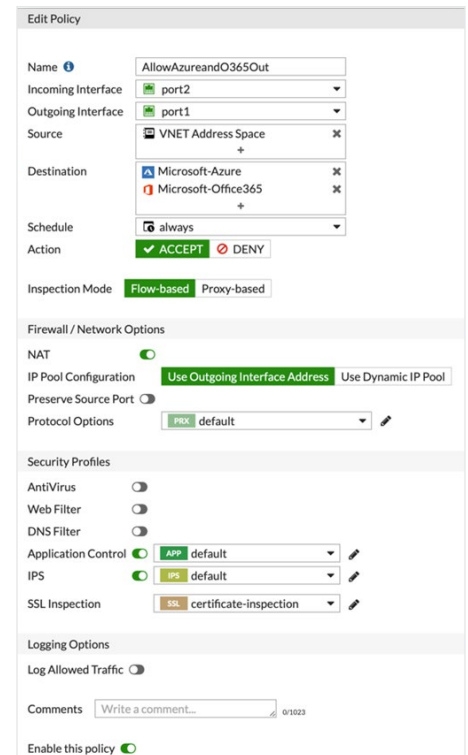 Edit Policy
Name
AllowAzureandO365Out
Incoming Interface port2
Outgoing Interface port1
Source VNET Address Space
+
Destination Microsoft-Azure
Microsoft-Office365
+
Schedule always
Action ACCEPT DENY
Inspection Mode Flow-based Proxy-based
Firewall / Network Options
NAT
IP Pool Configuration Use Outgoing Interface Address Use Dynamic IP Pool
Preserve Source Port
Protocol Options PRX default
Security Profiles
AntiVirus
Web Filter
DNS Filter
Application Control APP default
IPS IPS default
SSL Inspection SSL certificate-inspection
Logging Options
Log Allowed Traffic
Comments Write a comment... 0/1023
Enable this policy